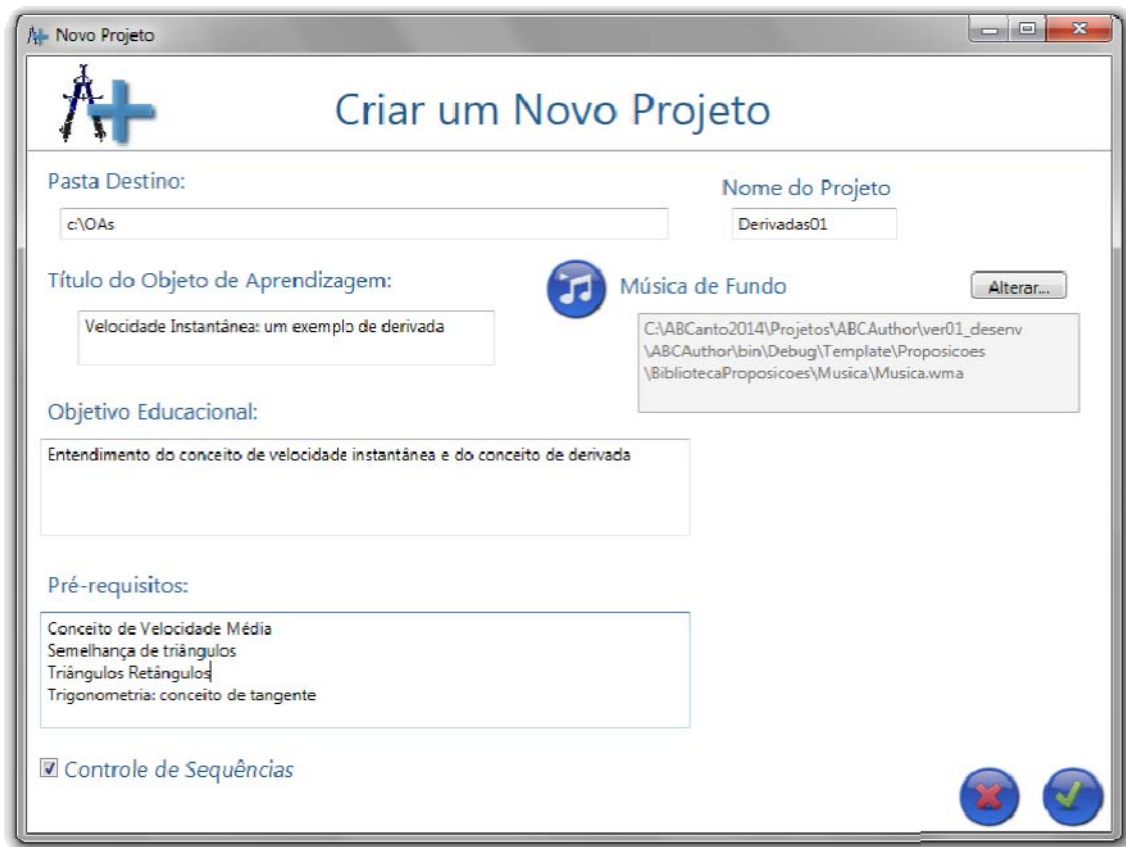 Novo Projeto
Criar um Novo Projeto
Pasta Destino:
Nome do Projeto
c:\OAs
Derivadas01
Título do Objeto de Aprendizagem:
Música de Fundo
Alterar...
Velocidade Instantânea: um exemplo de derivada
C:\ABCanto2014\Projetos\ABCAuthor\ver01_desenv
\ABCAuthor\bin\Debug\Template\Proposicoes
\BibliotecaProposicoes\Musica\Musica.wma
Objetivo Educacional:
Entendimento do conceito de velocidade instantânea e do conceito de derivada
Pré-requisitos:
Conceito de Velocidade Média
Semelhança de triângulos
Triângulos Retângulos
Trigonometria: conceito de tangente
Controle de Sequências